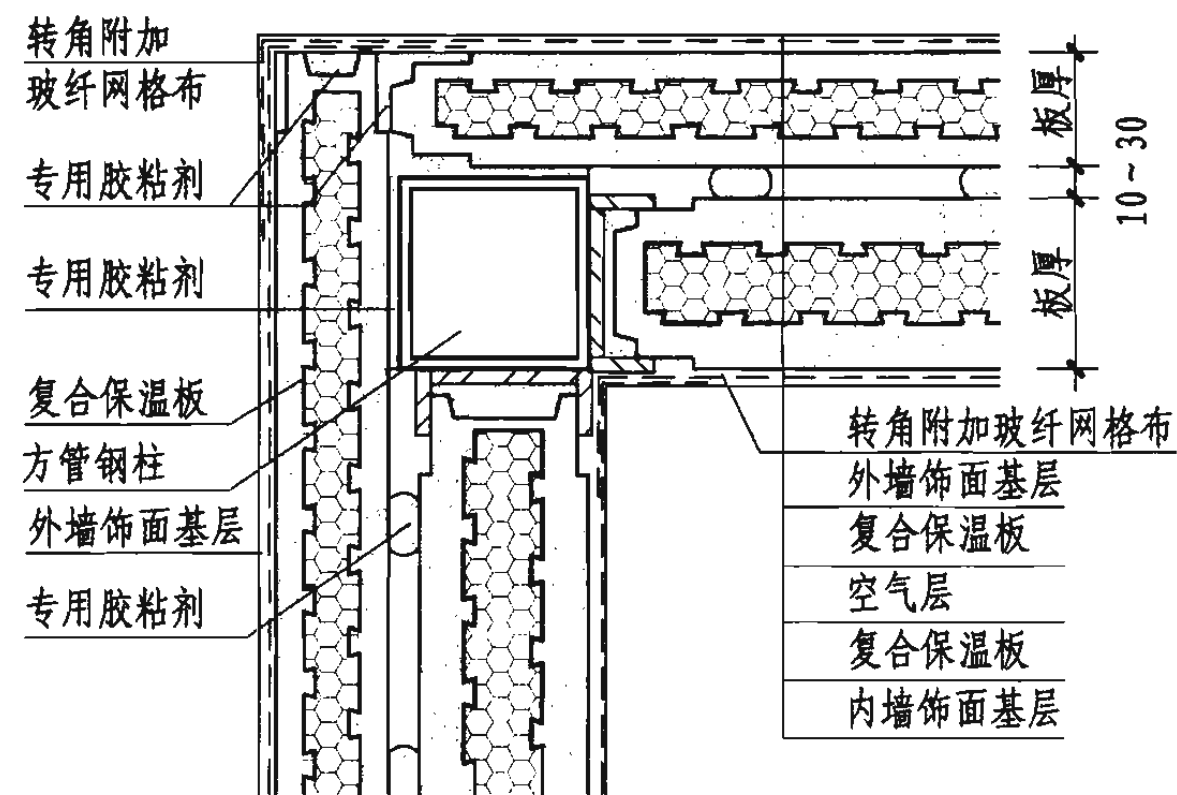 转角附加
玻纤网格布
专用胶粘剂
专用胶粘剂
复合保温板
方管钢柱
外墙饰面基层
专用胶粘剂
板厚
10~30
板厚
转角附加玻纤网格布
外墙饰面基层
复合保温板
空气层
复合保温板
内墙饰面基层